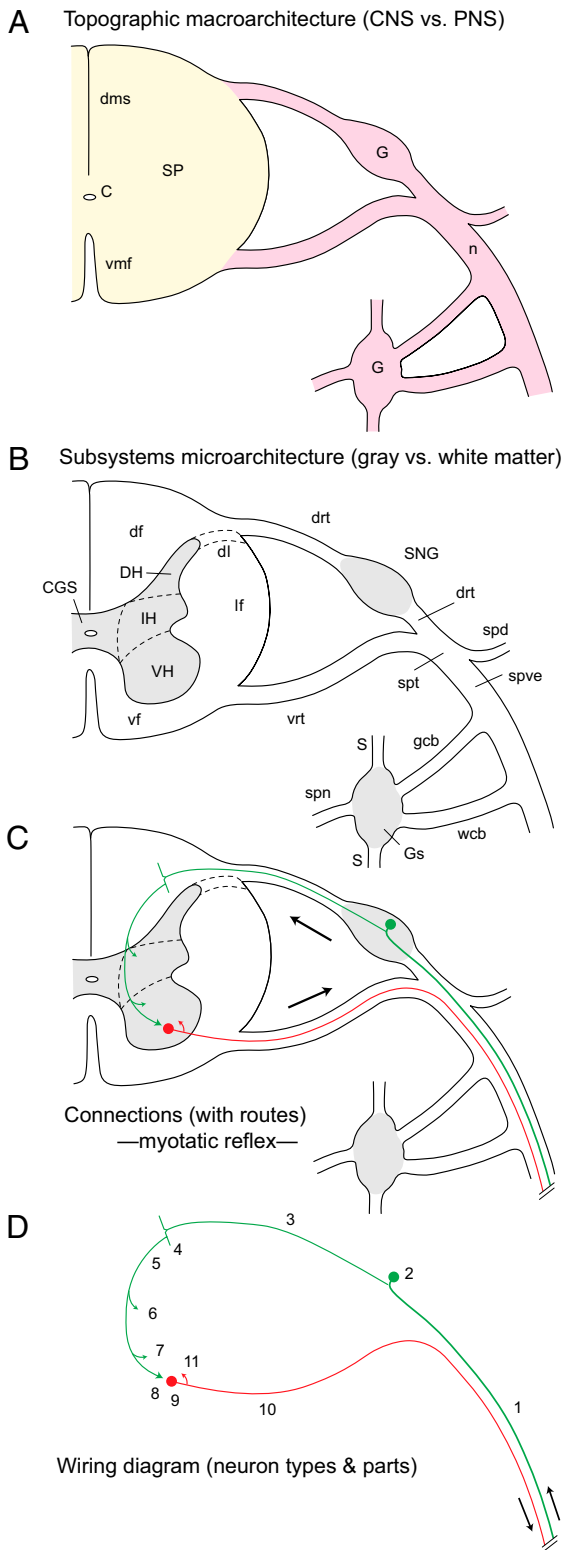 A Topographic macroarchitecture (CNS vs. PNS)
dms
SP
G
C
n
vmf
G
B Subsystems microarchitecture (gray vs. white matter)
df
drt
dl
SNG
DH
CGS
lf
drt
IH
spd
VH
spt
spve
vf
vrt
S
gcb
spn
wcb
Gs
S
C
Connections (with routes)
—myotatic reflex—
D
3
4
5
2
6
7
11
8
9
10
1
Wiring diagram (neuron types & parts)